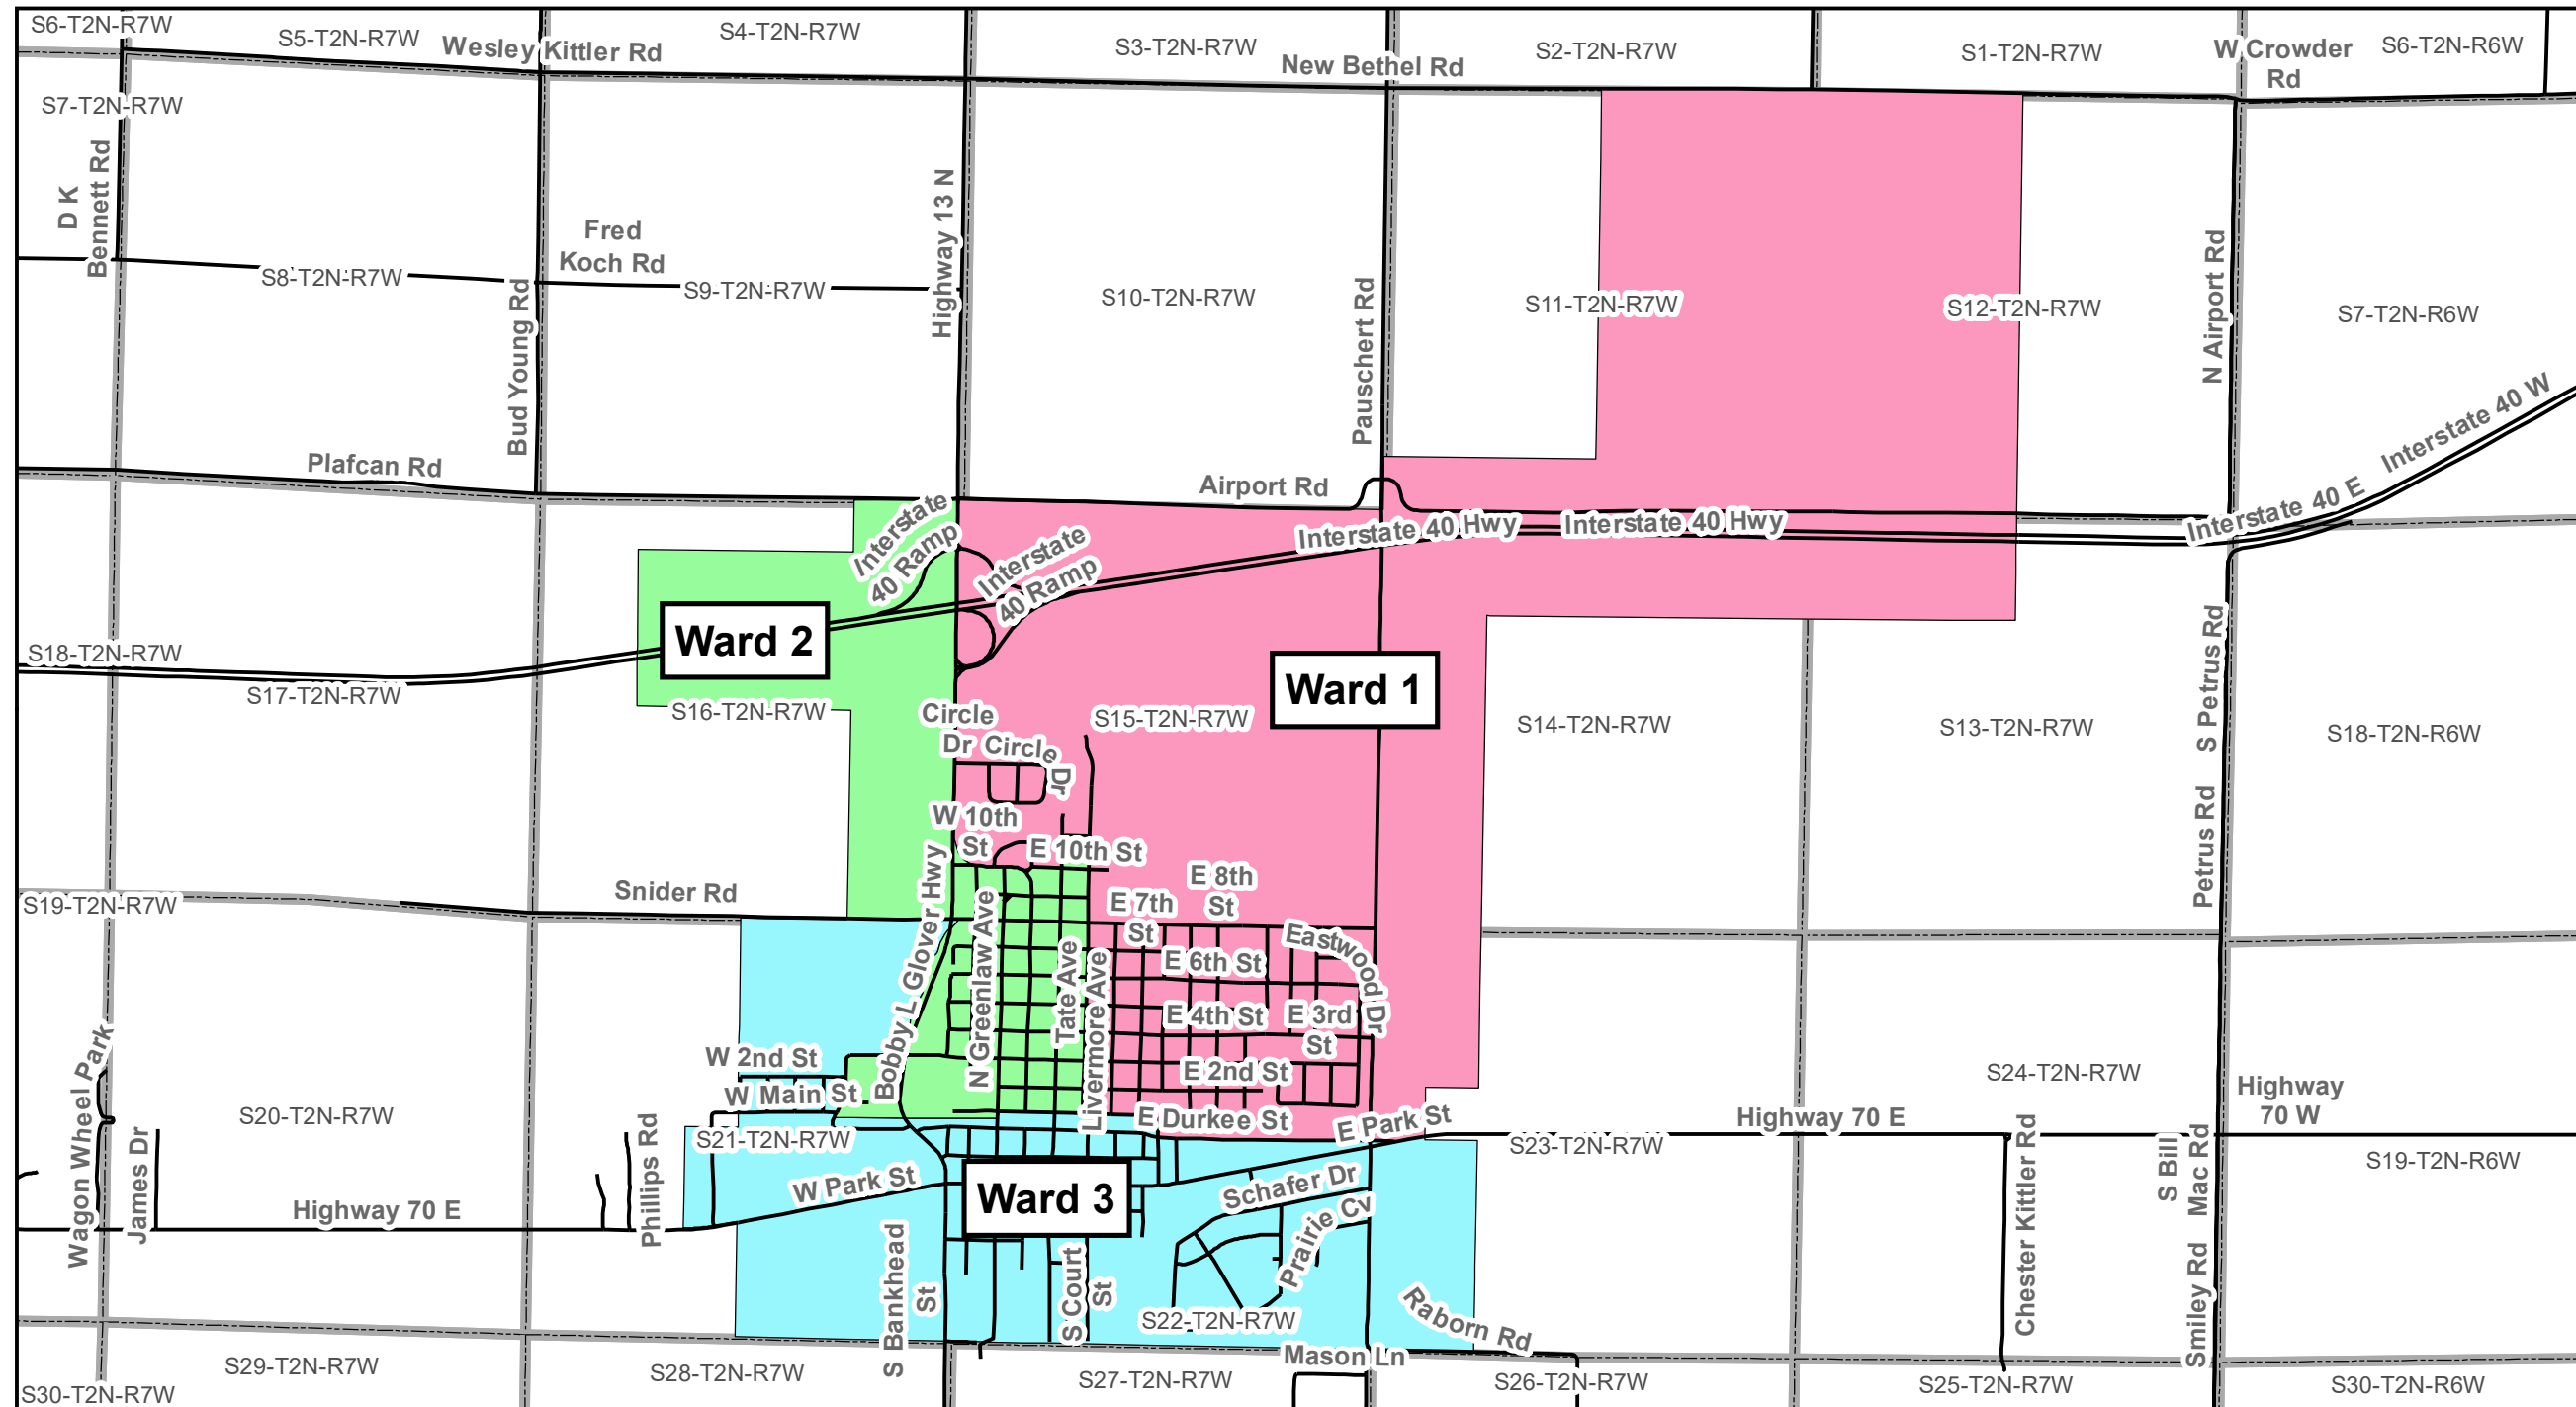 S6-T2N-R7W
S5-T2N-R7W
Wesley Kittler Rd
S4-T2N-R7W
S3-T2N-R7W
New Bethel Rd
S2-T2N-R7W
S1-T2N-R7W
W Crowder
Rd
S6-T2N-R6W
S7-T2N-R7W
D K
Bennett Rd
S8-T2N-R7W
Bud Young Rd
Fred
Koch Rd
S9-T2N-R7W
Highway 13 N
S10-T2N-R7W
Pauschert Rd
S11-T2N-R7W
S12-T2N-R7W
N Airport Rd
S7-T2N-R6W
Interstate 40 W
Plafcan Rd
Airport Rd
Interstate
40 Ramp
Interstate
40 Ramp
Interstate 40 Hwy
Interstate 40 Hwy
Interstate 40 E
Ward 2
Ward 1
S18-T2N-R7W
S17-T2N-R7W
S16-T2N-R7W
S15-T2N-R7W
S14-T2N-R7W
S13-T2N-R7W
S Petrus Rd
Petrus Rd
S18-T2N-R6W
Circle
Dr
Circle
Dr
W 10th
St
E 10th St
E 8th
St
E 7th
St
Snider Rd
S19-T2N-R7W
Bobby L Glover Hwy
N Greenlaw Ave
Tate Ave
Livermore Ave
Eastwood Dr
E 6th St
E 4th St
E 3rd
St
E 2nd St
W 2nd St
W Main St
E Durkee St
E Park St
Highway 70 E
S24-T2N-R7W
Highway
70 W
Wagon Wheel Park
James Dr
S20-T2N-R7W
Phillips Rd
S21-T2N-R7W
S23-T2N-R7W
Chester Kittler Rd
S Bill
Mac Rd
S19-T2N-R6W
Highway 70 E
W Park St
Ward 3
Schafer Dr
Prairie Cv
S Bankhead
St
S Court
St
S22-T2N-R7W
Raborn Rd
Smiley Rd
Mason Ln
S30-T2N-R7W
S29-T2N-R7W
S28-T2N-R7W
S27-T2N-R7W
S26-T2N-R7W
S25-T2N-R7W
S30-T2N-R6W